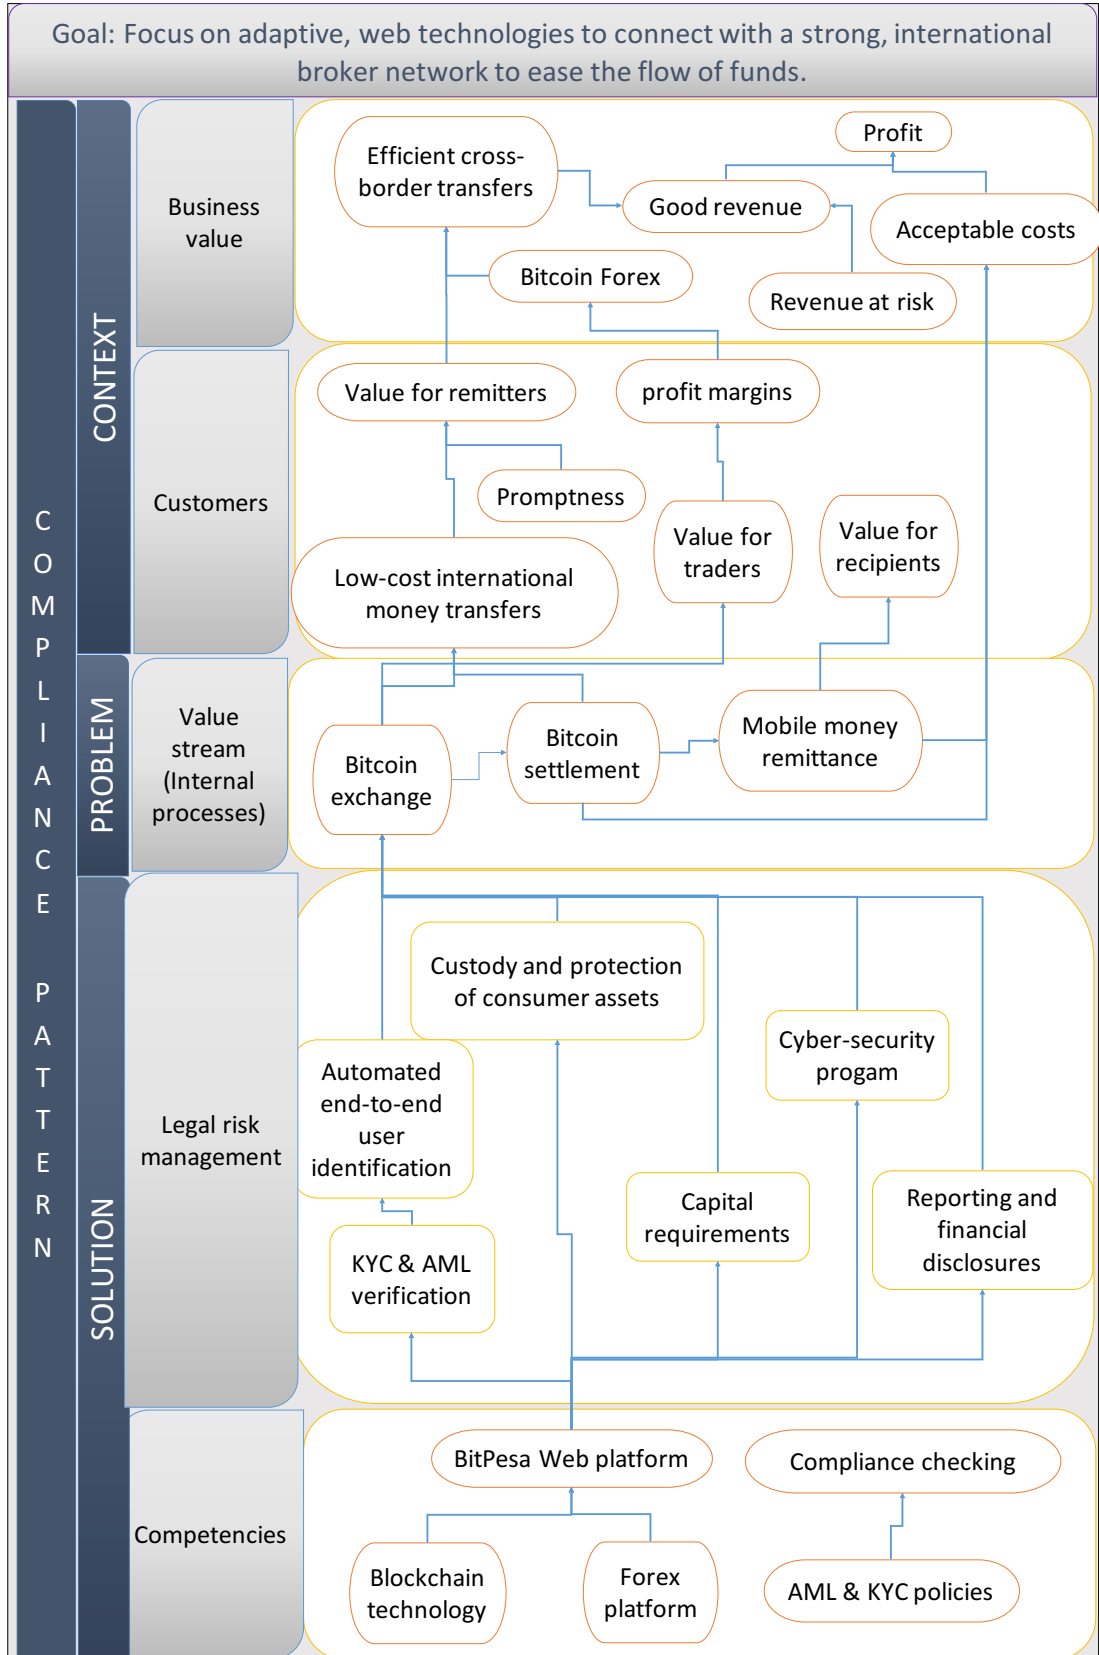 Goal: Focus on adaptive, web technologies to connect with a strong, international
broker network to ease the flow of funds.
COMPLIANCE PATTERN
CONTEXT
Business
value
Efficient cross-
border transfers
Profit
Good revenue
Acceptable costs
Bitcoin Forex
Revenue at risk
Customers
Value for remitters
profit margins
Promptness
Value for
traders
Value for
recipients
Low-cost international
money transfers
PROBLEM
Value
stream
(Internal
processes)
Bitcoin
exchange
Bitcoin
settlement
Mobile money
remittance
SOLUTION
Legal risk
management
Custody and protection
of consumer assets
Cyber-security
progam
Automated
end-to-end
user
identification
Capital
requirements
Reporting and
financial
disclosures
KYC & AML
verification
Competencies
BitPesa Web platform
Compliance checking
Blockchain
technology
Forex
platform
AML & KYC policies